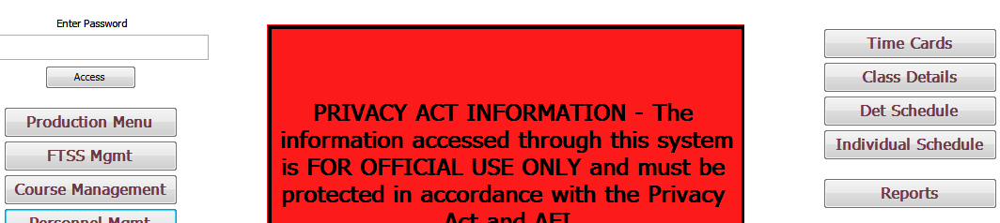 Enter Password
Access
Production Menu
FTSS Mgmt
Course Management
Personnel Mgmt
PRIVACY ACT INFORMATION - The
information accessed through this system
is FOR OFFICIAL USE ONLY and must be
protected in accordance with the Privacy
Act and AFI
Time Cards
Class Details
Det Schedule
Individual Schedule
Reports